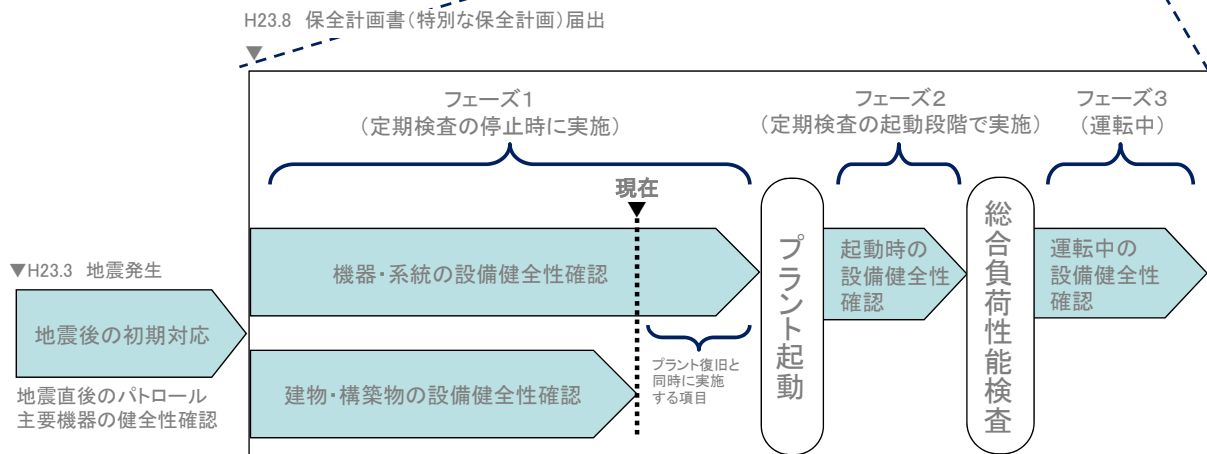 H23.8 保全計画書(特別な保全計画)届出
▼
フェーズ1
(定期検査の停止時に実施)
フェーズ2
(定期検査の起動段階で実施)
フェーズ3
(運転中)
現在
▼
▼H23.3 地震発生
地震後の初期対応
地震直後のパトロール
主要機器の健全性確認
機器・系統の設備健全性確認
建物・構築物の設備健全性確認
プラント復旧と
同時に実施
する項目
プラント起動
起動時の
設備健全性
確認
総合負荷性能検査
運転中の
設備健全性
確認